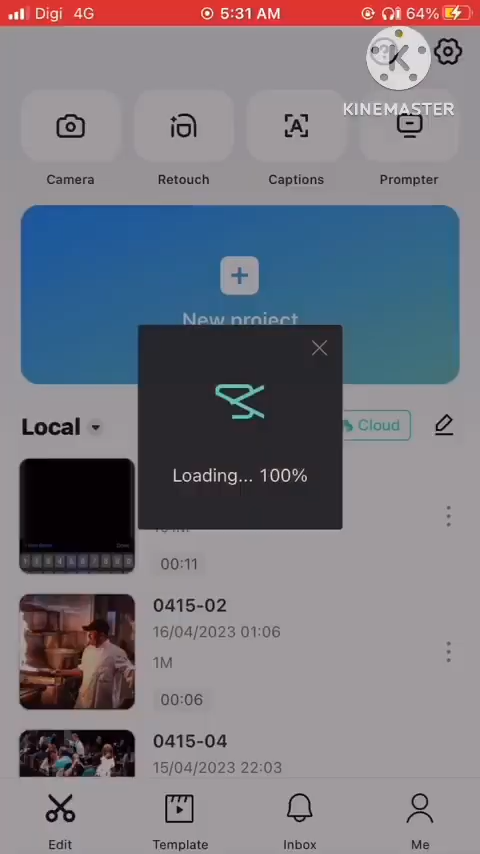 Digi 4G 5:31 AM 64%
KINEMASTER
Camera Retouch Captions Prompter
New project
Local
Cloud
Loading... 100%
00:11
0415-02
16/04/2023 01:06
1M
00:06
0415-04
15/04/2023 22:03
Edit Template Inbox Me